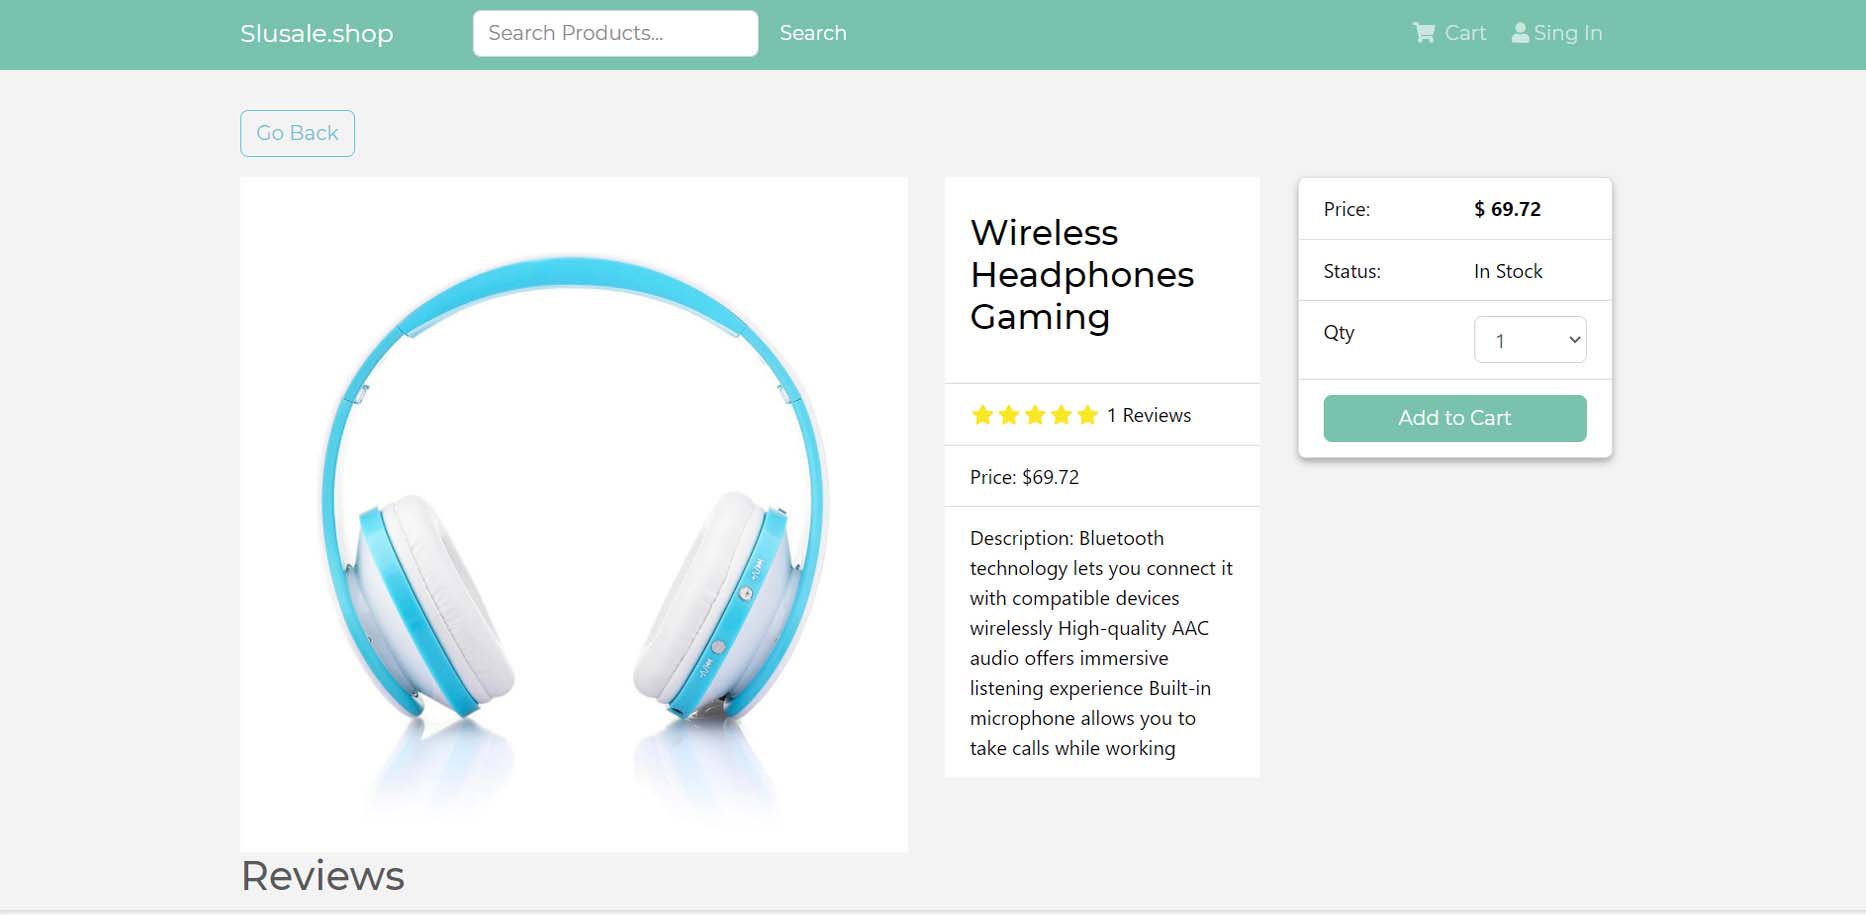 Slusale.shop
Search Products...
Search
Cart
Sing In
Go Back
Wireless
Headphones
Gaming
1 Reviews
Price: $69.72
Description: Bluetooth
technology lets you connect it
with compatible devices
wirelessly High-quality AAC
audio offers immersive
listening experience Built-in
microphone allows you to
take calls while working
Price:
$ 69.72
Status:
In Stock
Qty
1
Add to Cart
Reviews